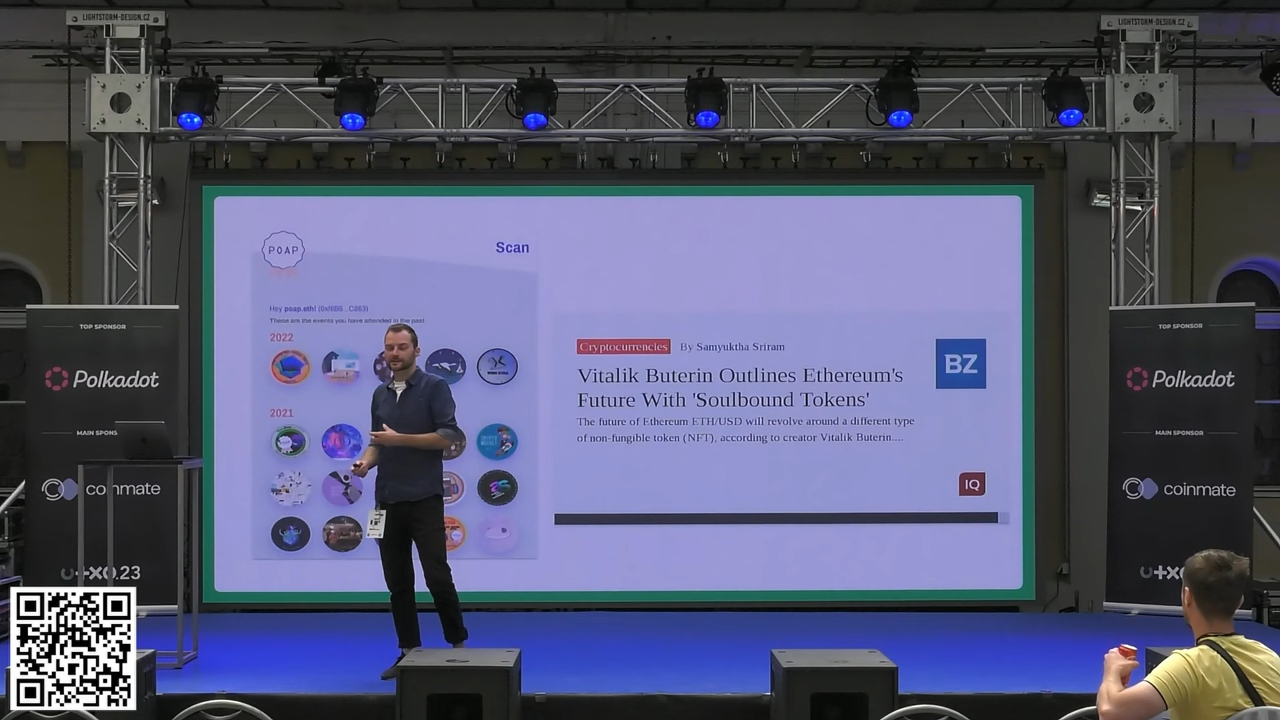 LIGHTSTORM-DESIGN.CZ
LIGHTSTORM-DESIGN.CZ
POAP
Scan
Hey poap.eth!
These are the events you have attended in the past
2022
2021
Cryptocurrencies By Samyuktha Sriram
BZ
Vitalik Buterin Outlines Ethereum's
Future With 'Soulbound Tokens'
The future of Ethereum ETH/USD will revolve around a different type
of non-fungible token (NFT), according to creator Vitalik Buterin....
IQ
TOP SPONSOR
Polkadot
MAIN SPONS
coinmate
.23
TOP SPONSOR
Polkadot
MAIN SPONSOR
coinmate